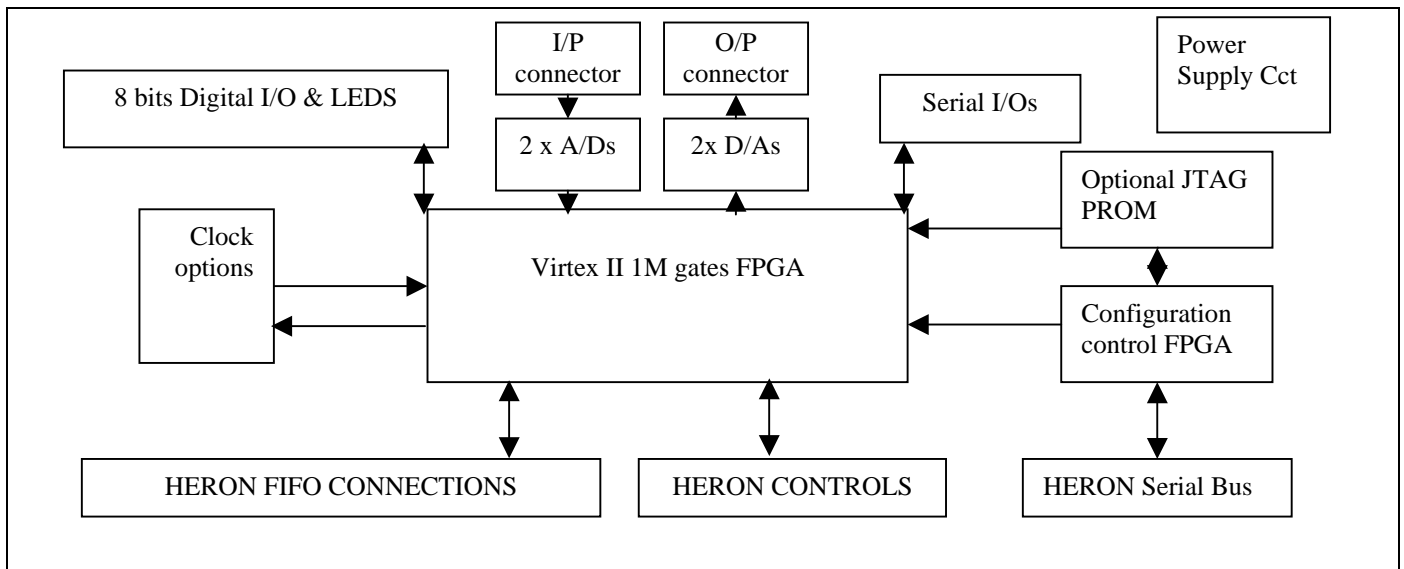 I/P
connector
O/P
connector
Power
Supply Cct
8 bits Digital I/O & LEDS
Serial I/Os
2 x A/Ds
2x D/As
Optional JTAG
PROM
Clock
options
Virtex II 1M gates FPGA
Configuration
control FPGA
HERON FIFO CONNECTIONS
HERON CONTROLS
HERON Serial Bus